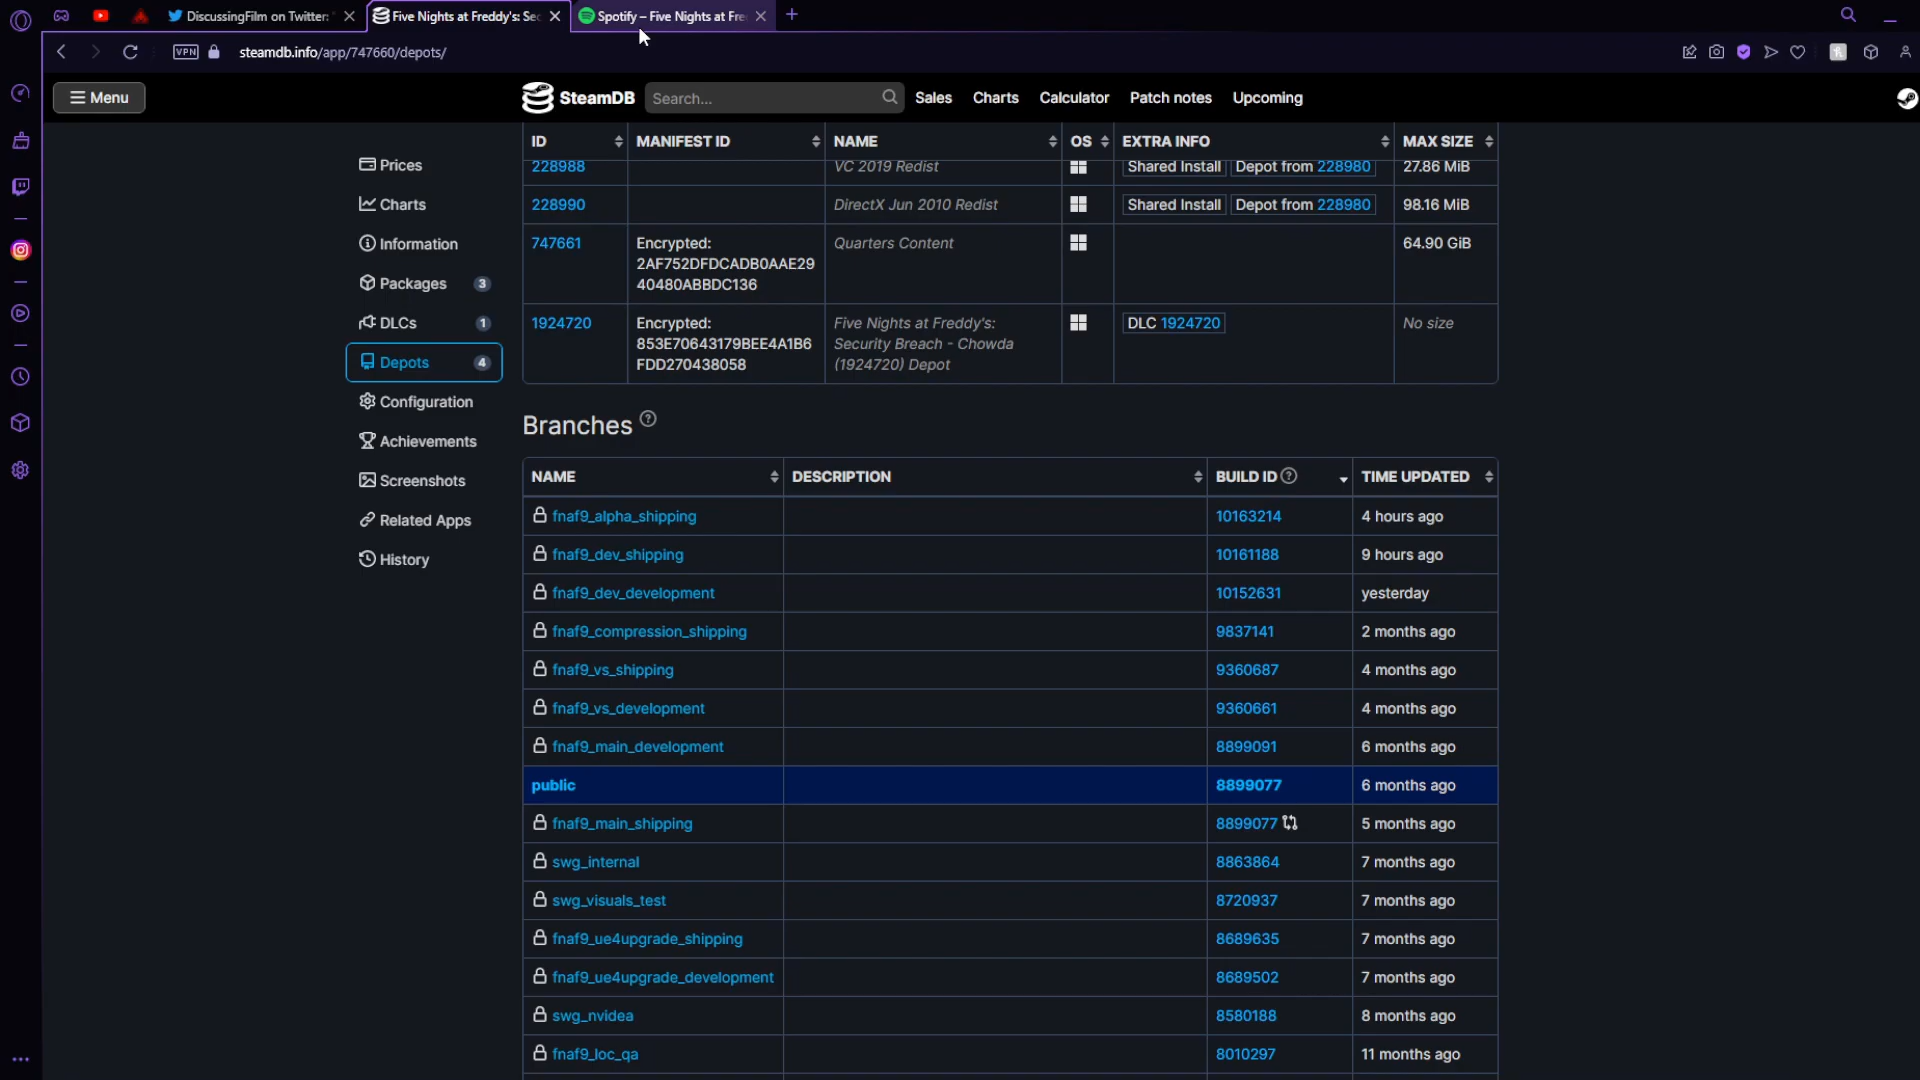 DiscussingFilm on Twitter: "
Five Nights at Freddy's: Sec
Spotify – Five Nights at Fre
VPN
steamdb.info/app/747660/depots/
Menu
SteamDB
Search...
Sales
Charts
Calculator
Patch notes
Upcoming
ID
MANIFEST ID
NAME
OS
EXTRA INFO
MAX SIZE
Prices
Charts
Information
Packages 3
DLCs 1
Depots 4
Configuration
Achievements
Screenshots
Related Apps
History
228988 VC 2019 Redist Shared Install Depot from 228980 27.86 MiB
228990 DirectX Jun 2010 Redist Shared Install Depot from 228980 98.16 MiB
747661 Encrypted: Quarters Content 64.90 GiB
2AF752DFDCADB0AAE29
40480ABBDC136
1924720 Encrypted: Five Nights at Freddy's: DLC 1924720 No size
853E70643179BEE4A1B6 Security Breach - Chowda
FDD270438058 (1924720) Depot
Branches
NAME DESCRIPTION BUILD ID TIME UPDATED
fnaf9_alpha_shipping 10163214 4 hours ago
fnaf9_dev_shipping 10161188 9 hours ago
fnaf9_dev_development 10152631 yesterday
fnaf9_compression_shipping 9837141 2 months ago
fnaf9_vs_shipping 9360687 4 months ago
fnaf9_vs_development 9360661 4 months ago
fnaf9_main_development 8899091 6 months ago
public 8899077 6 months ago
fnaf9_main_shipping 8899077 5 months ago
swg_internal 8863864 7 months ago
swg_visuals_test 8720937 7 months ago
fnaf9_ue4upgrade_shipping 8689635 7 months ago
fnaf9_ue4upgrade_development 8689502 7 months ago
swg_nvidea 8580188 8 months ago
fnaf9_loc_qa 8010297 11 months ago